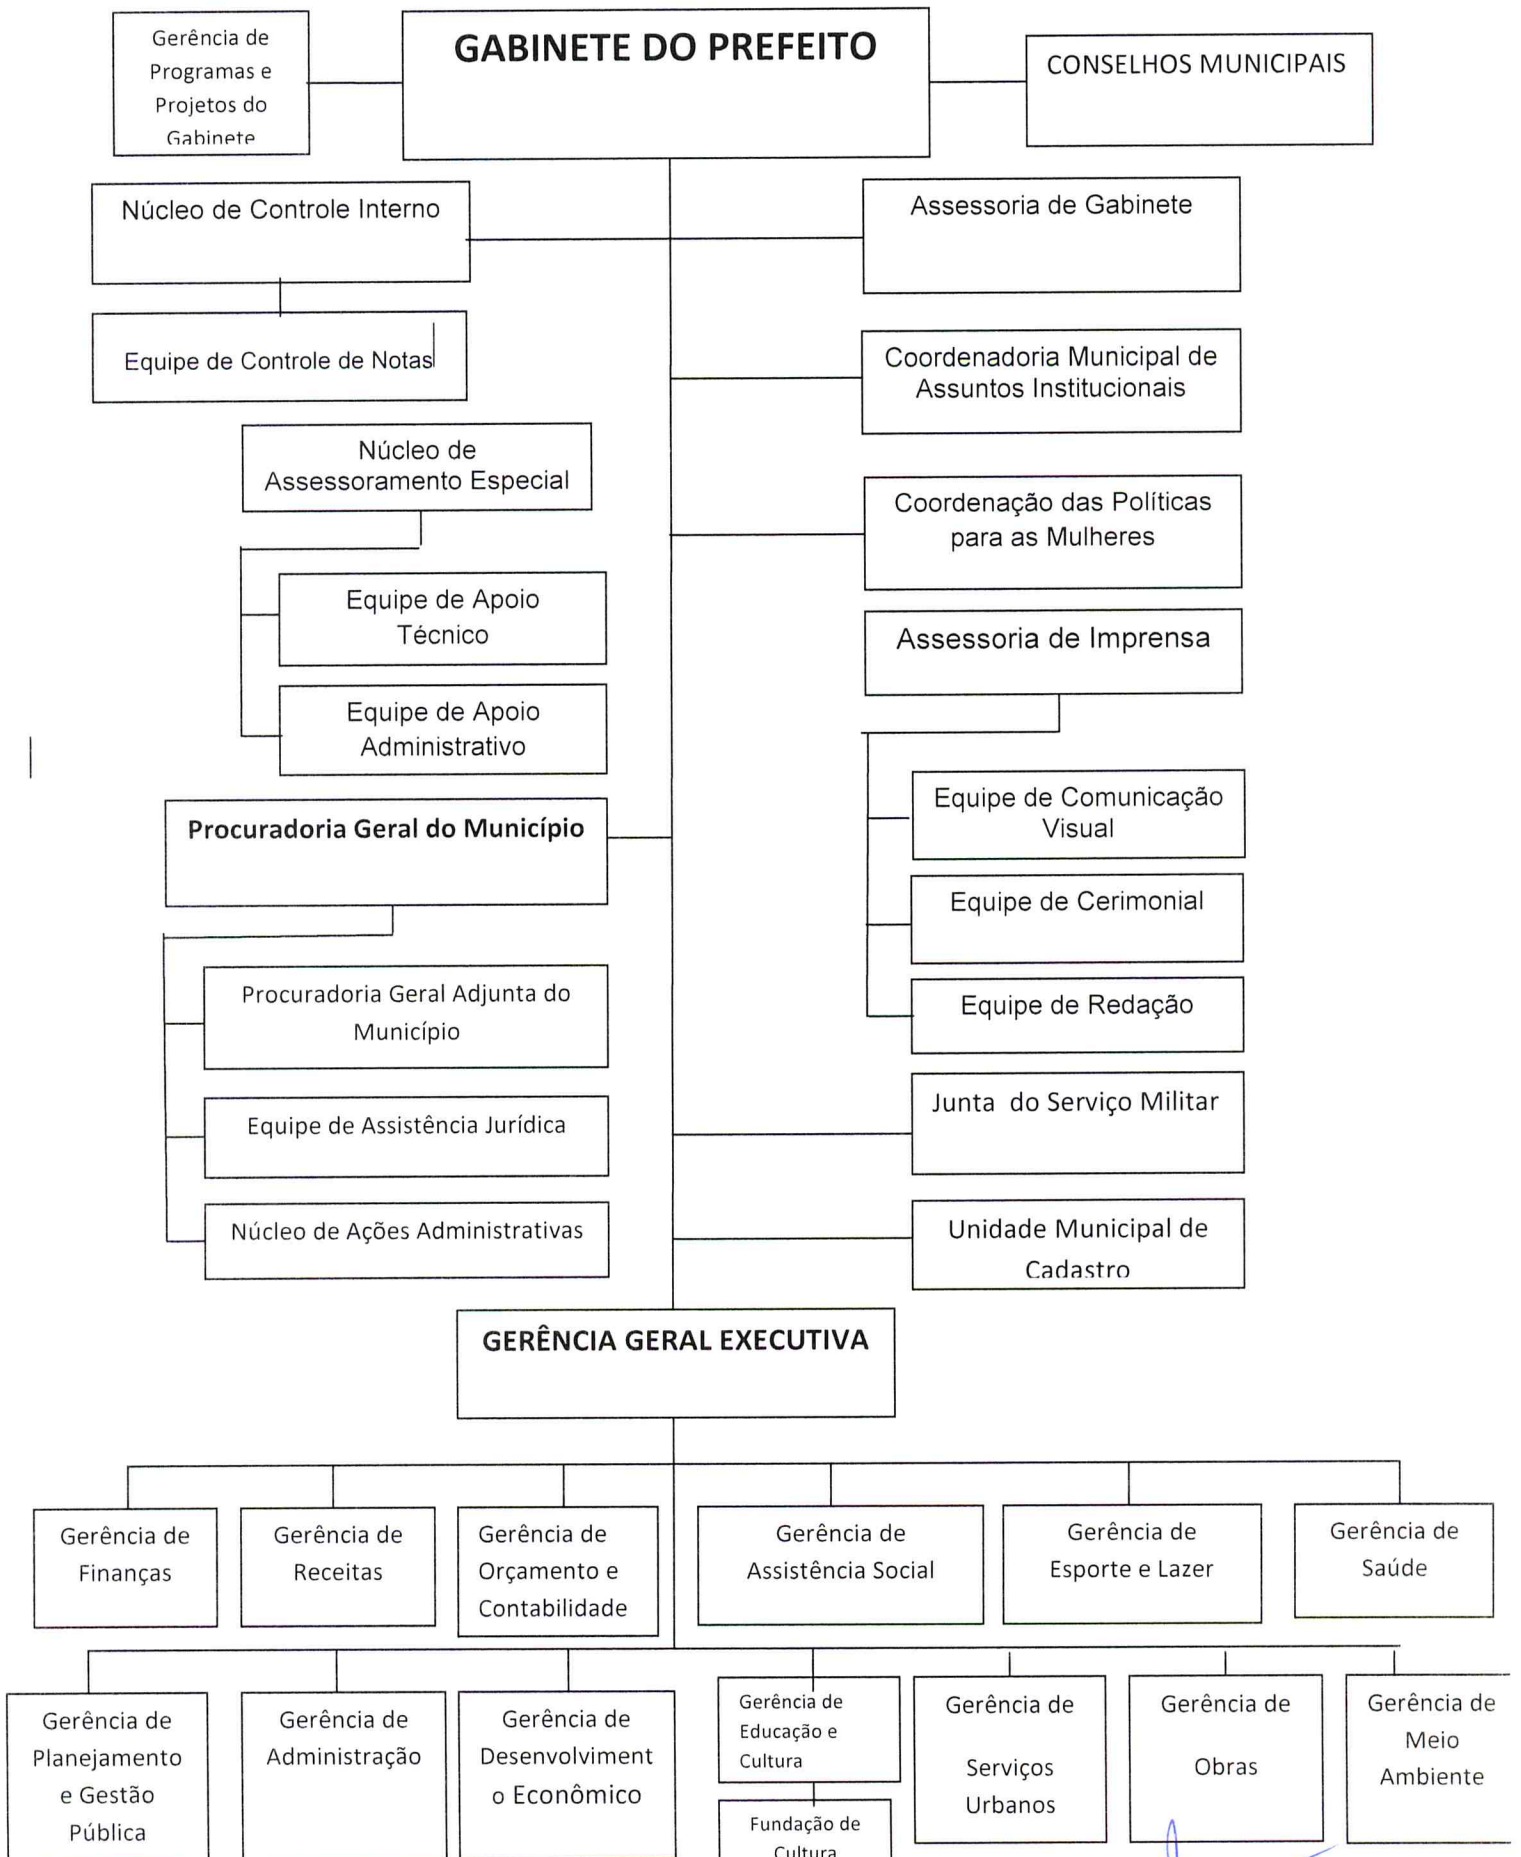 Gerência de
Programas e
Projetos do
Gabinete
GABINETE DO PREFEITO
CONSELHOS MUNICIPAIS
Núcleo de Controle Interno
Assessoria de Gabinete
Equipe de Controle de Notas
Coordenadoria Municipal de
Assuntos Institucionais
Núcleo de
Assessoramento Especial
Coordenação das Políticas
para as Mulheres
Equipe de Apoio
Técnico
Assessoria de Imprensa
Equipe de Apoio
Administrativo
Equipe de Comunicação
Visual
Procuradoria Geral do Município
Equipe de Cerimonial
Procuradoria Geral Adjunta do
Município
Equipe de Redação
Equipe de Assistência Jurídica
Junta do Serviço Militar
Núcleo de Ações Administrativas
Unidade Municipal de
Cadastro
GERÊNCIA GERAL EXECUTIVA
Gerência de
Finanças
Gerência de
Receitas
Gerência de
Orçamento e
Contabilidade
Gerência de
Assistência Social
Gerência de
Esporte e Lazer
Gerência de
Saúde
Gerência de
Planejamento
e Gestão
Pública
Gerência de
Administração
Gerência de
Desenvolviment
o Econômico
Gerência de
Educação e
Cultura
Fundação de
Cultura
Gerência de
Serviços
Urbanos
Gerência de
Obras
Gerência de
Meio
Ambiente